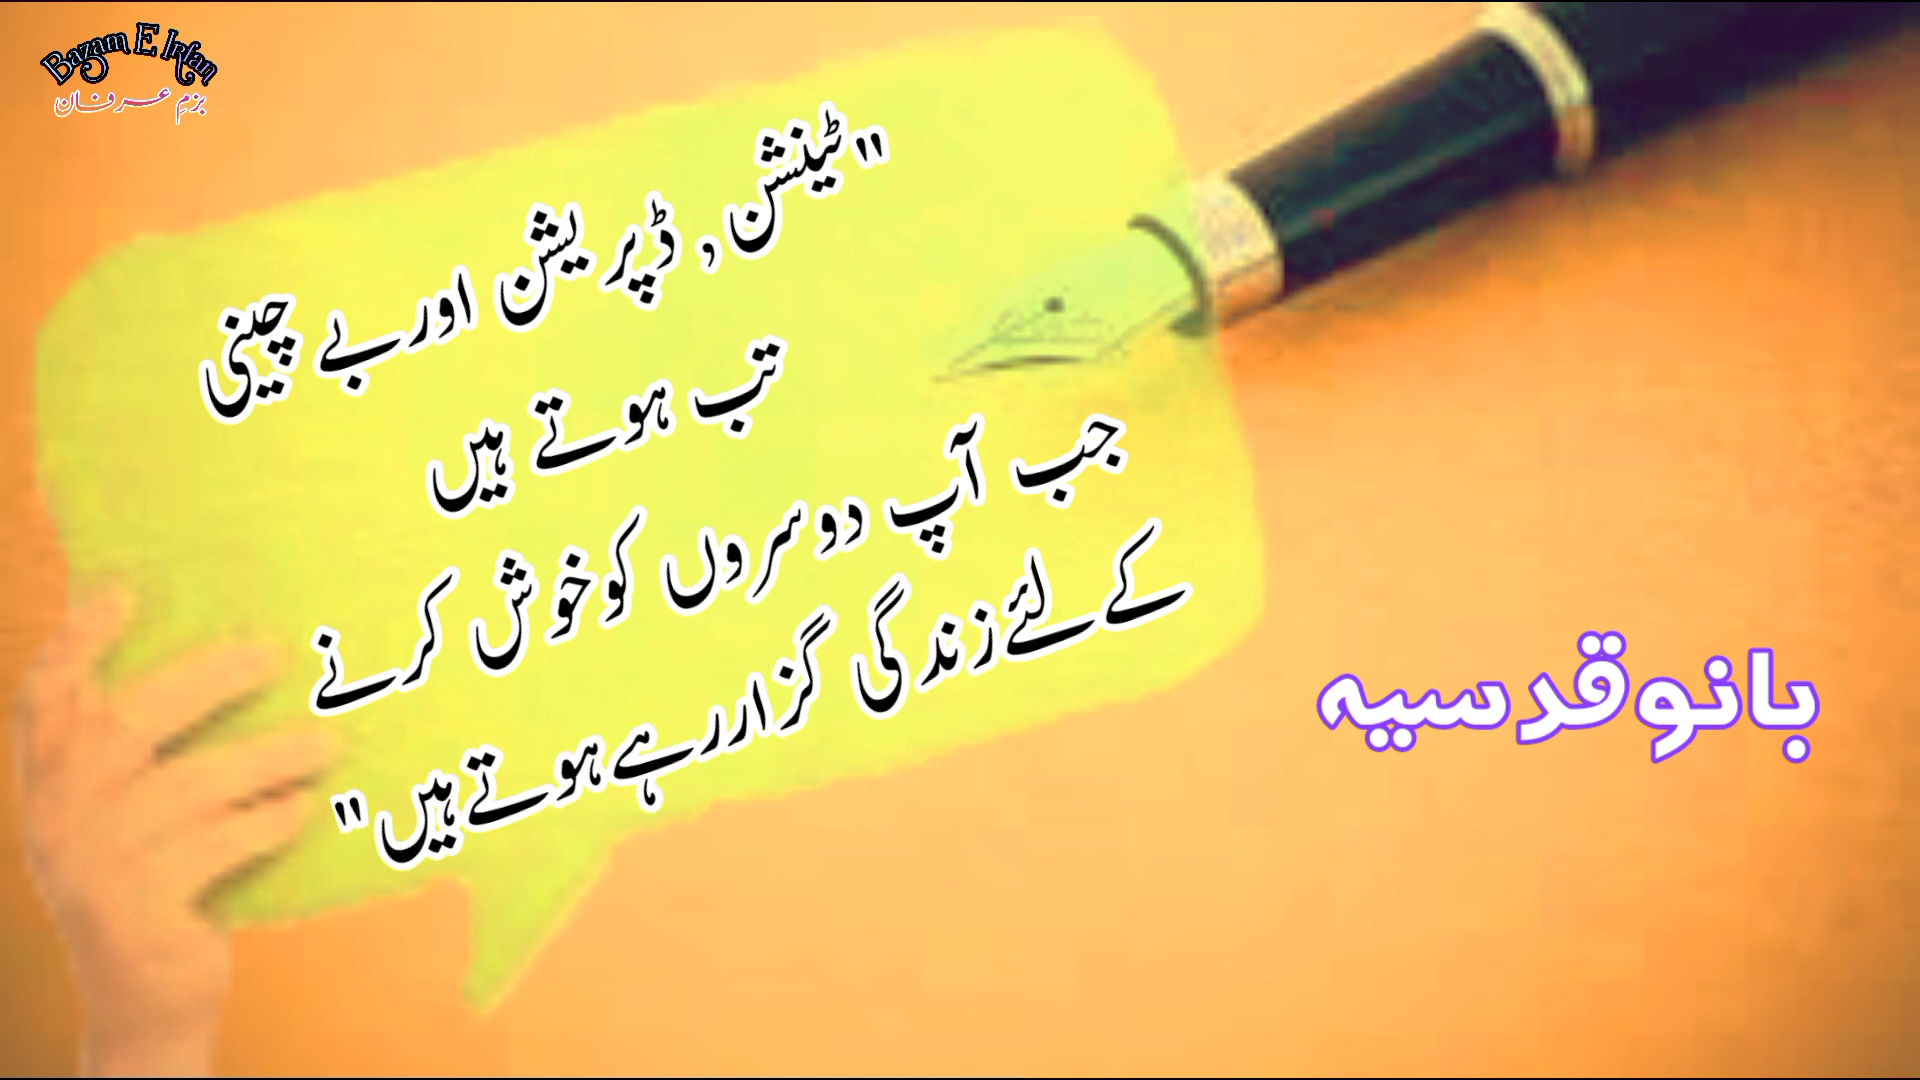 Bazam E Irfan
بزمِ عرفان
"ٹینشن , ڈپریشن اور بے چینی
تب ہوتے ہیں
جب آپ دوسروں کو خوش کرنے
کے لئے زندگی گزار رہے ہوتے ہیں"
بانو قدسیہ